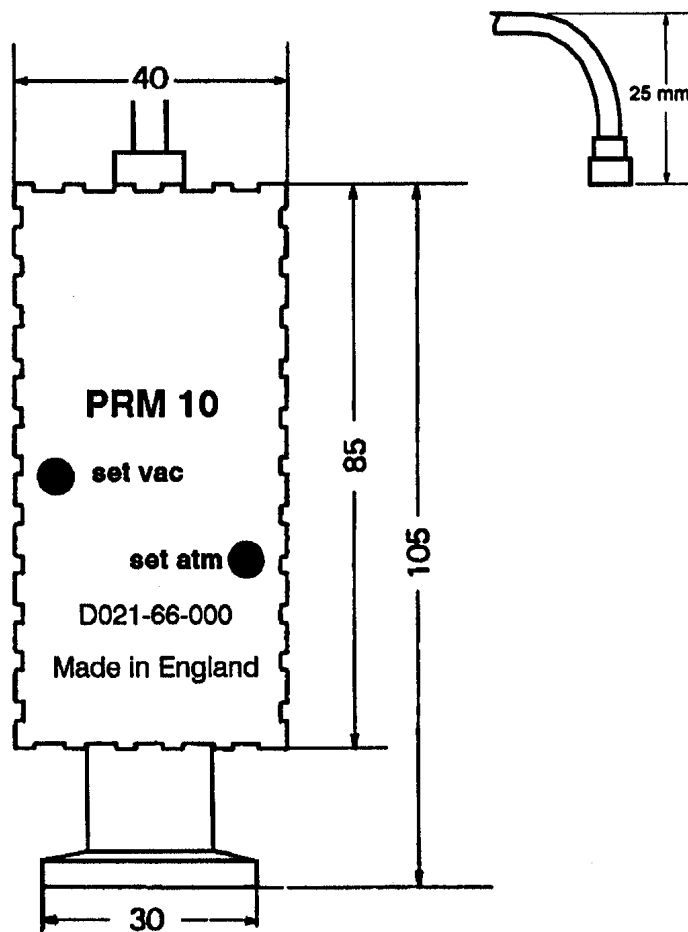 40
25 mm
PRM 10
set vac
85
set atm
105
D021-66-000
Made in England
30